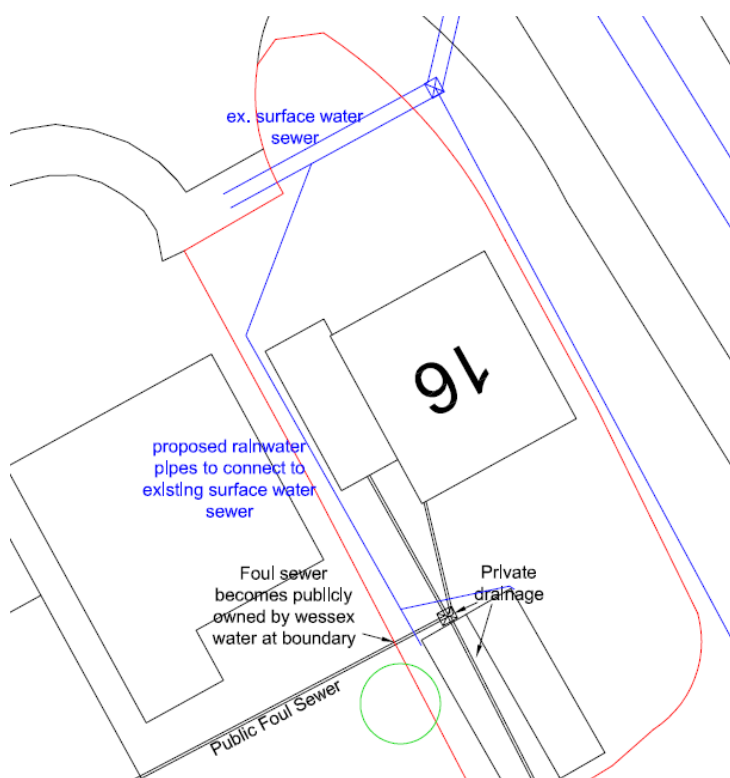 ex. surface water
sewer
16
proposed rainwater
pipes to connect to
existing surface water
sewer
Foul sewer
becomes publicly
owned by wessex
water at boundary
Private
drainage
Public Foul Sewer